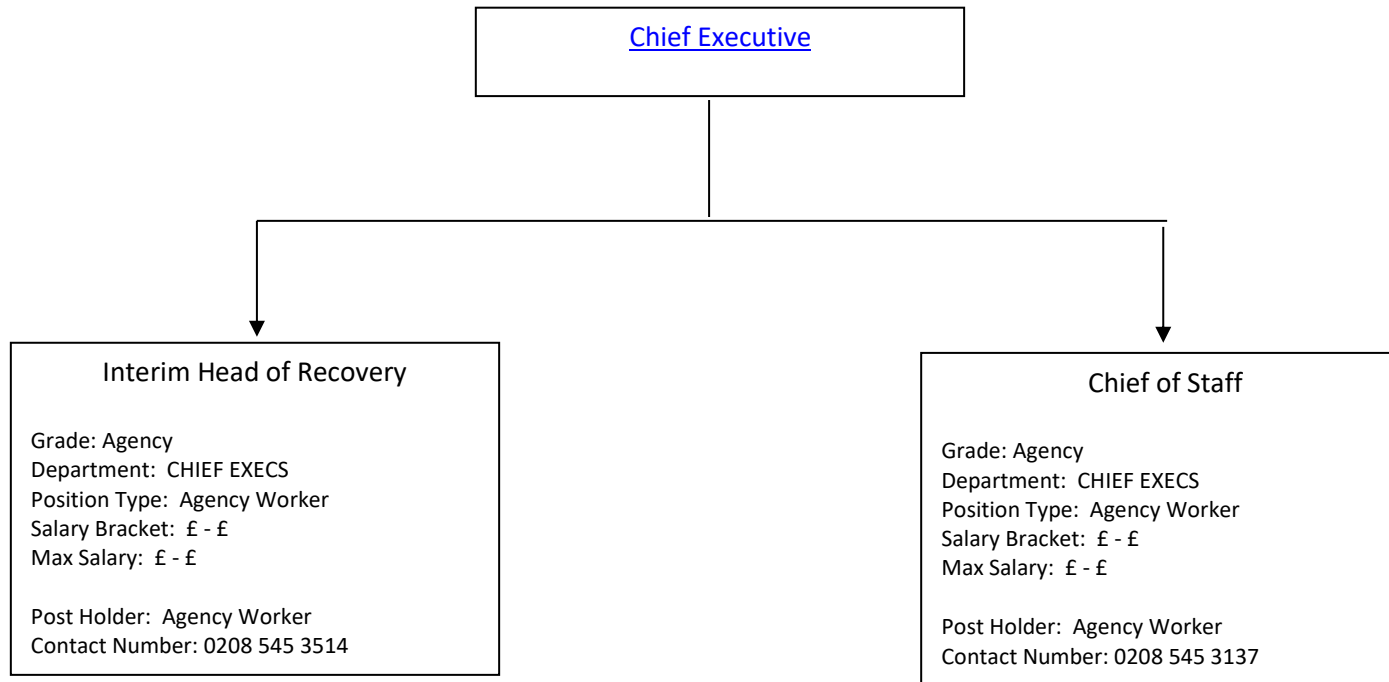 Chief Executive
Interim Head of Recovery
Grade: Agency
Department:  CHIEF EXECS
Position Type:  Agency Worker
Salary Bracket:  £ - £
Max Salary:  £ - £
Post Holder:  Agency Worker
Contact Number: 0208 545 3514
Chief of Staff
Grade: Agency
Department:  CHIEF EXECS
Position Type:  Agency Worker
Salary Bracket:  £ - £
Max Salary:  £ - £
Post Holder:  Agency Worker
Contact Number: 0208 545 3137